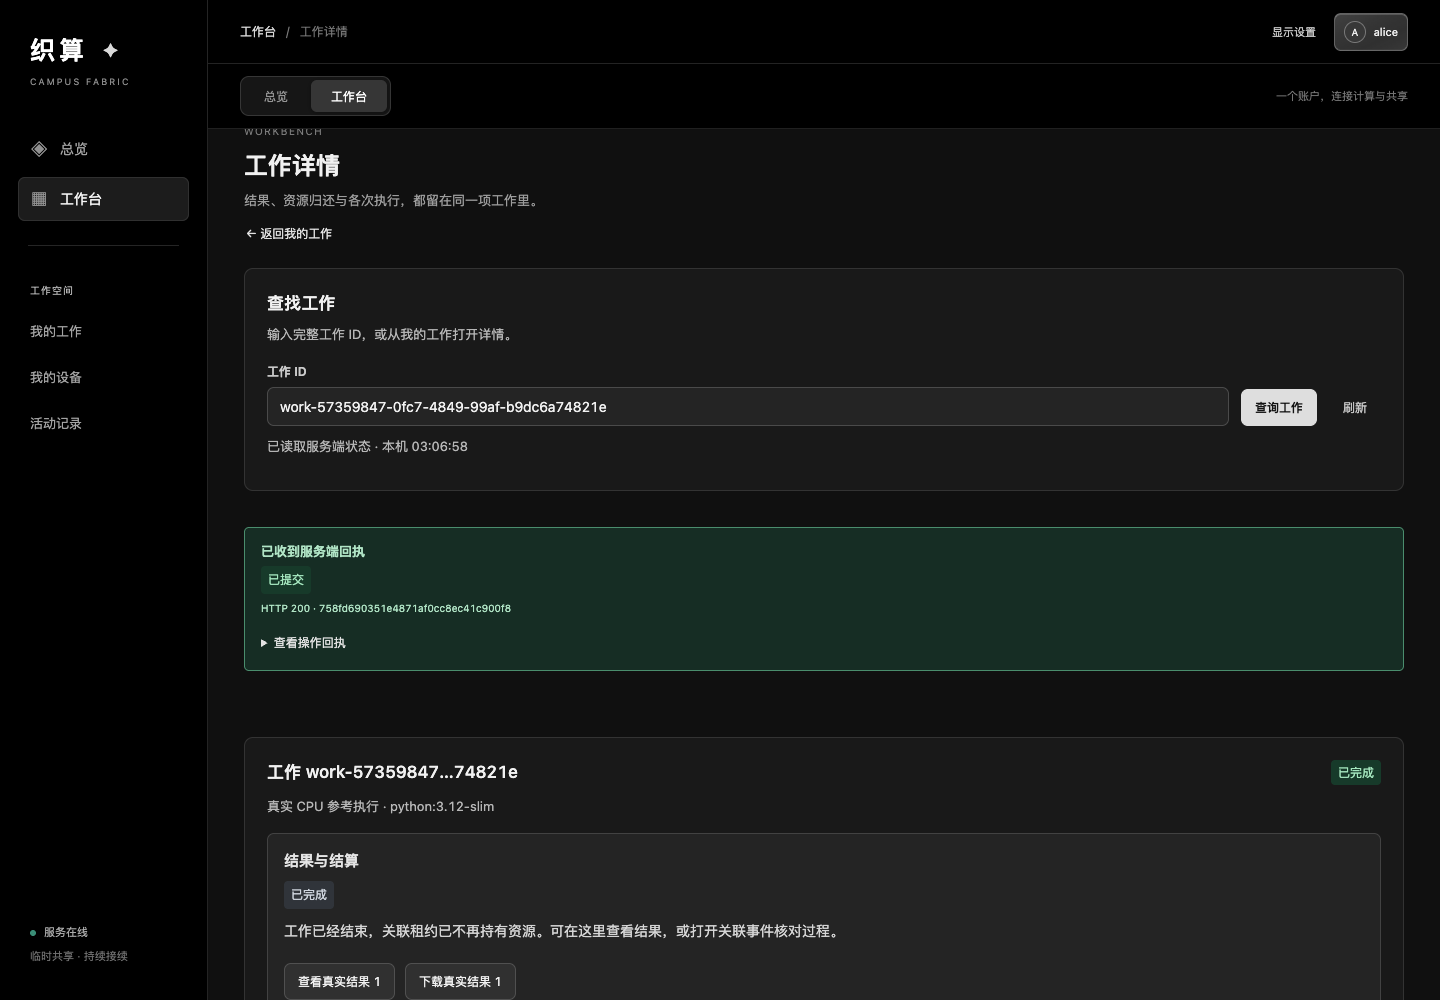 织算 ✦
CAMPUS FABRIC
总览
工作台
工作空间
我的工作
我的设备
活动记录
服务在线
临时共享 · 持续接续
工作台 / 工作详情
显示设置
A alice
总览 工作台
一个账户，连接计算与共享
WORKBENCH
工作详情
结果、资源归还与各次执行，都留在同一项工作里。
← 返回我的工作
查找工作
输入完整工作 ID，或从我的工作打开详情。
工作 ID
work-57359847-0fc7-4849-99af-b9dc6a74821e
查询工作
刷新
已读取服务端状态 · 本机 03:06:58
已收到服务端回执
已提交
HTTP 200 · 758fd690351e4871af0cc8ec41c900f8
▶ 查看操作回执
工作 work-57359847...74821e
已完成
真实 CPU 参考执行 · python:3.12-slim
结果与结算
已完成
工作已经结束，关联租约已不再持有资源。可在这里查看结果，或打开关联事件核对过程。
查看真实结果 1
下载真实结果 1